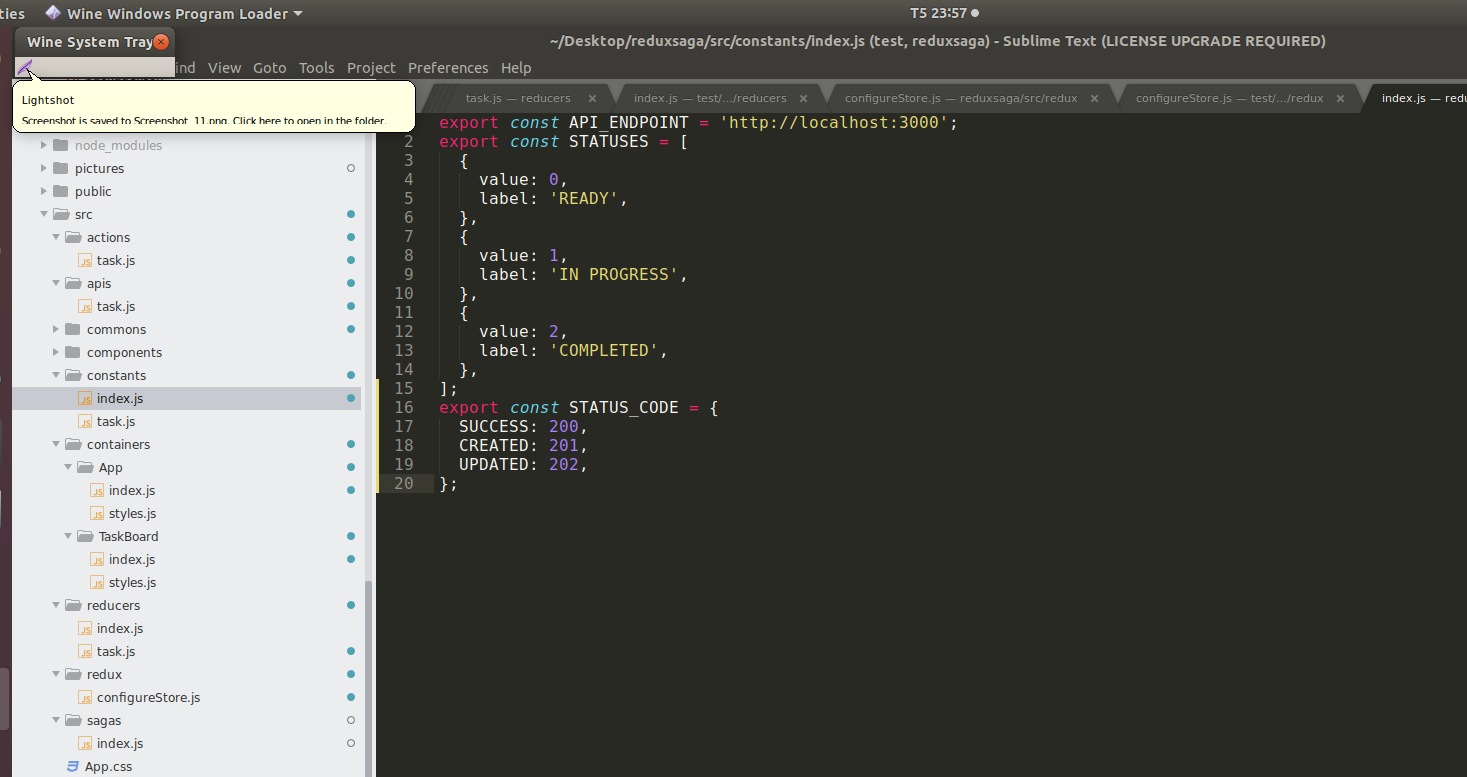 ties Wine Windows Program Loader T5 23:57
Wine System Tray ~/Desktop/reduxsaga/src/constants/index.js (test, reduxsaga) - Sublime Text (LICENSE UPGRADE REQUIRED)
ind View Goto Tools Project Preferences Help
Lightshot
Screenshot is saved to Screenshot_11.png. Click here to open in the folder.
task.js — reducers
index.js — test/.../reducers
configureStore.js — reduxsaga/src/redux
configureStore.js — test/.../redux
index.js — redu
node_modules
pictures
public
src
actions
task.js
apis
task.js
commons
components
constants
index.js
task.js
containers
App
index.js
styles.js
TaskBoard
index.js
styles.js
reducers
index.js
task.js
redux
configureStore.js
sagas
index.js
App.css
export const API_ENDPOINT = 'http://localhost:3000';
2 export const STATUSES = [
3 {
4 value: 0,
5 label: 'READY',
6 },
7 {
8 value: 1,
9 label: 'IN PROGRESS',
10 },
11 {
12 value: 2,
13 label: 'COMPLETED',
14 },
15 ];
16 export const STATUS_CODE = {
17 SUCCESS: 200,
18 CREATED: 201,
19 UPDATED: 202,
20 };